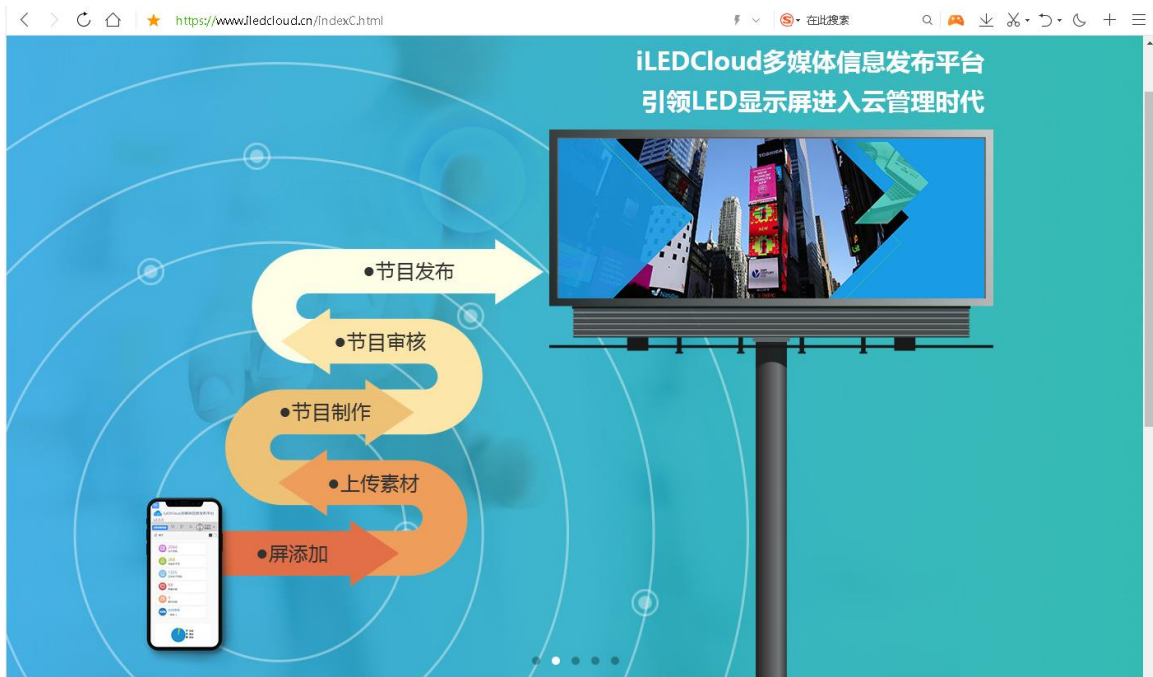 https://www.iledcloud.cn/indexC.html
在此搜索
iLEDCloud多媒体信息发布平台
引领LED显示屏进入云管理时代
TOSHIBA
●节目发布
Nasdaq
●节目审核
●节目制作
●上传素材
●屏添加